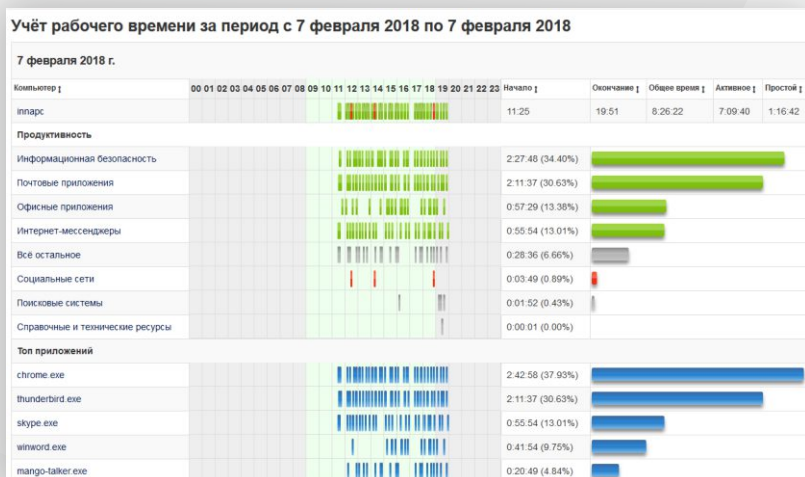 Учёт рабочего времени за период с 7 февраля 2018 по 7 февраля 2018
7 февраля 2018 г.
Компьютер 00 01 02 03 04 05 06 07 08 09 10 11 12 13 14 15 16 17 18 19 20 21 22 23 Начало Окончание Общее время Активное Простой
innapc 11:25 19:51 8:26:22 7:09:40 1:16:42
Продуктивность
Информационная безопасность 2:27:48 (34.40%)
Почтовые приложения 2:11:37 (30.63%)
Офисные приложения 0:57:29 (13.38%)
Интернет-мессенджеры 0:55:54 (13.01%)
Всё остальное 0:28:36 (6.66%)
Социальные сети 0:03:49 (0.89%)
Поисковые системы 0:01:52 (0.43%)
Справочные и технические ресурсы 0:00:01 (0.00%)
Топ приложений
chrome.exe 2:42:58 (37.93%)
thunderbird.exe 2:11:37 (30.63%)
skype.exe 0:55:54 (13.01%)
winword.exe 0:41:54 (9.75%)
mango-talker.exe 0:20:49 (4.84%)